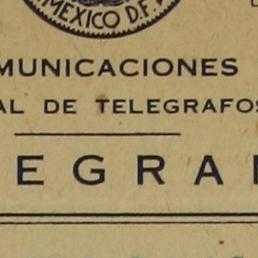 MEXICO D.F.
MUNICACIONES
AL DE TELEGRAFOS
EGRA